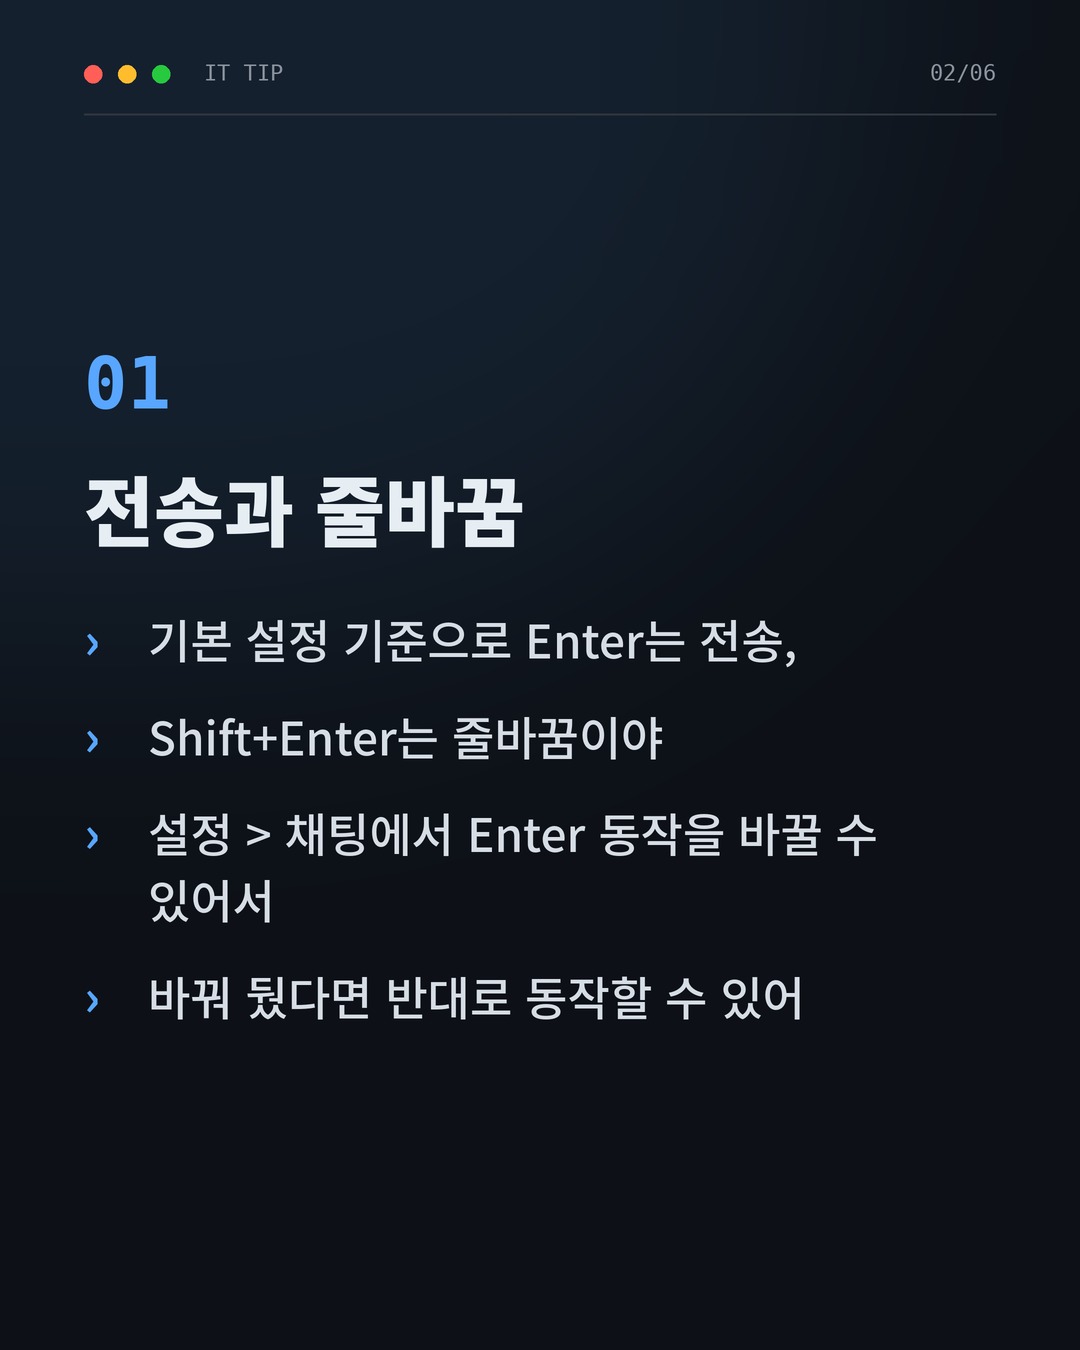 IT TIP
02/06
01
전송과 줄바꿈
› 기본 설정 기준으로 Enter는 전송,
› Shift+Enter는 줄바꿈이야
› 설정 > 채팅에서 Enter 동작을 바꿀 수
있어서
› 바꿔 뒀다면 반대로 동작할 수 있어